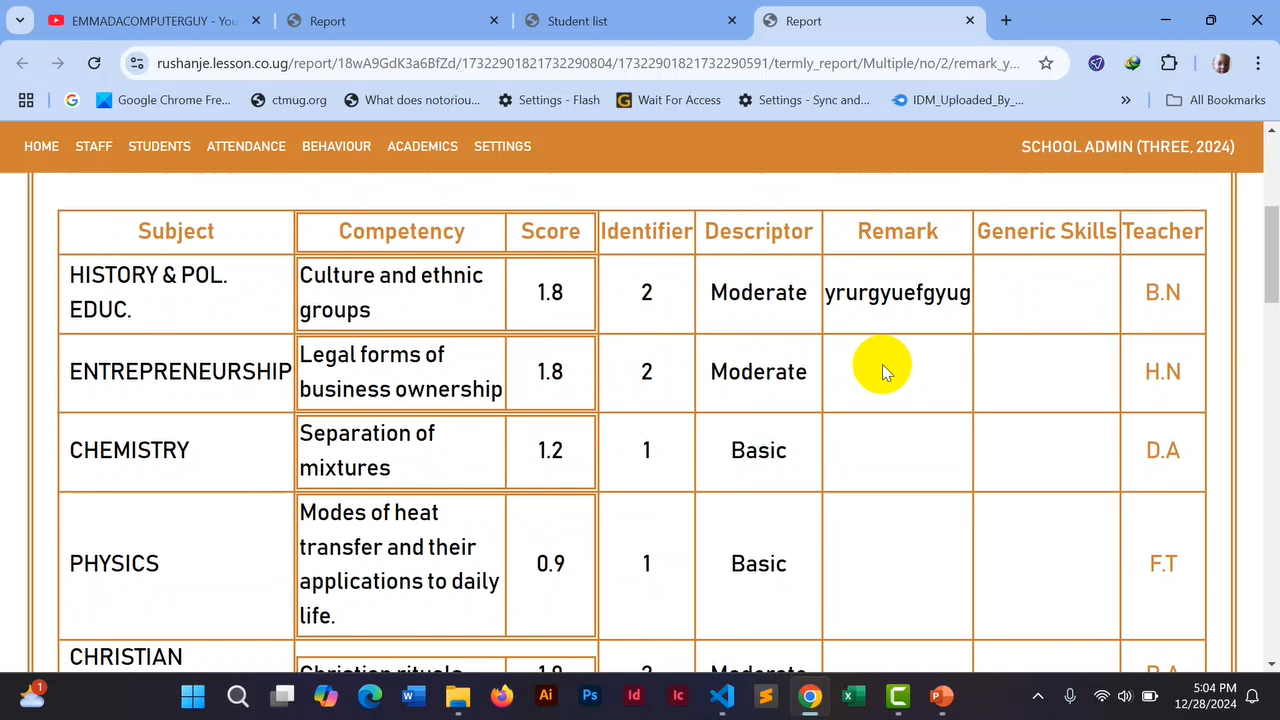 EMMADACOMPUTERGUY - You
Report
Student list
Report
rushanje.lesson.co.ug/report/18wA9GdK3a6BfZd/17322901821732290804/17322901821732290591/termly_report/Multiple/no/2/remark_y...
Google Chrome Fre...
ctmug.org
What does notoriou...
Settings - Flash
Wait For Access
Settings - Sync and...
IDM_Uploaded_By_...
All Bookmarks
HOME STAFF STUDENTS ATTENDANCE BEHAVIOUR ACADEMICS SETTINGS SCHOOL ADMIN (THREE, 2024)
Subject Competency Score Identifier Descriptor Remark Generic Skills Teacher
HISTORY & POL.
EDUC.
Culture and ethnic
groups
1.8 2 Moderate yrurgyuefgyug B.N
ENTREPRENEURSHIP
Legal forms of
business ownership
1.8 2 Moderate H.N
CHEMISTRY
Separation of
mixtures
1.2 1 Basic D.A
PHYSICS
Modes of heat
transfer and their
applications to daily
life.
0.9 1 Basic F.T
CHRISTIAN
1
5:04 PM
12/28/2024